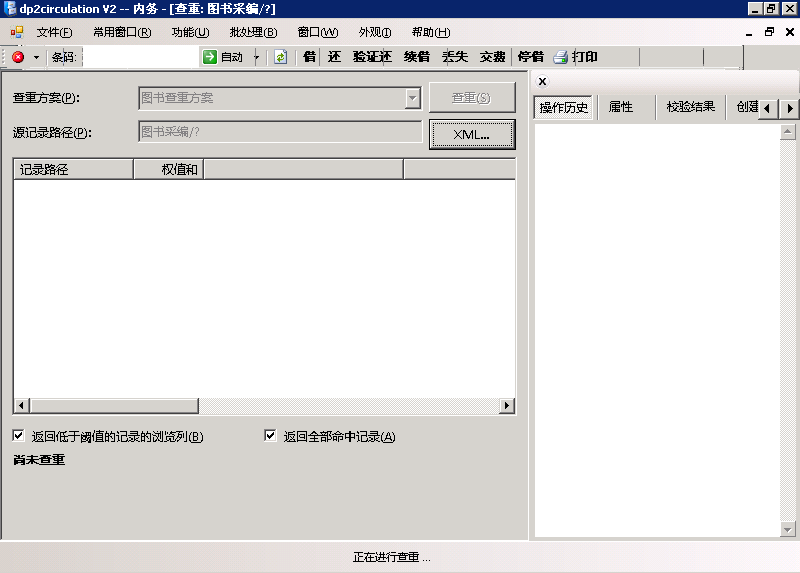 dp2circulation V2 -- 内务 - [查重: 图书采编/?]
文件(F) 常用窗口(R) 功能(U) 批处理(B) 窗口(W) 外观(I) 帮助(H)
条码: 自动 借 还 验证还 续借 丢失 交费 停借 打印
查重方案(P): 图书查重方案 查重(S)
源记录路径(P): 图书采编/? XML...
记录路径 权值和
返回低于阈值的记录的浏览列(B) 返回全部命中记录(A)
尚未查重
操作历史 属性 校验结果 创建
正在进行查重 ...